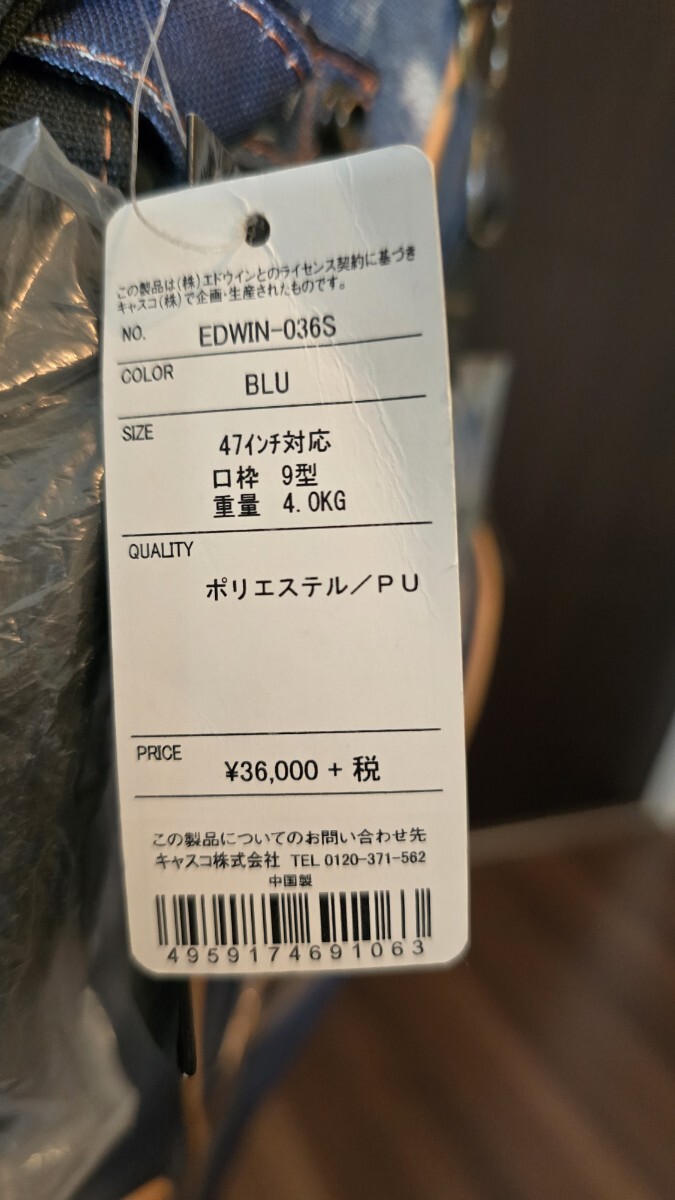 この製品は(株)エドウインとのライセンス契約に基づき
キャスコ(株)で企画・生産されたものです。
NO. EDWIN-036S
COLOR BLU
SIZE 47インチ対応
口枠 9型
重量 4.0KG
QUALITY
ポリエステル/PU
PRICE
¥36,000 + 税
この製品についてのお問い合わせ先
キャスコ株式会社 TEL 0120-371-562
中国製
4959174691063